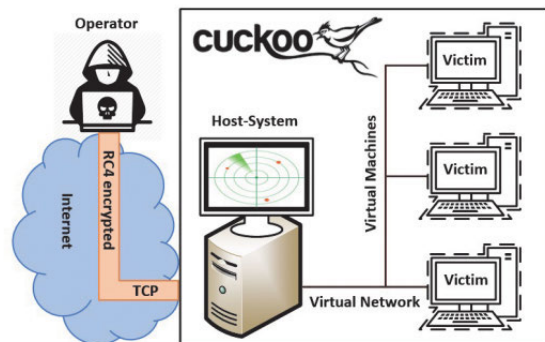 Operator
cuckoo
Host-System
Victim
Virtual Machines
Victim
Internet
RC4 encrypted
TCP
Virtual Network
Victim